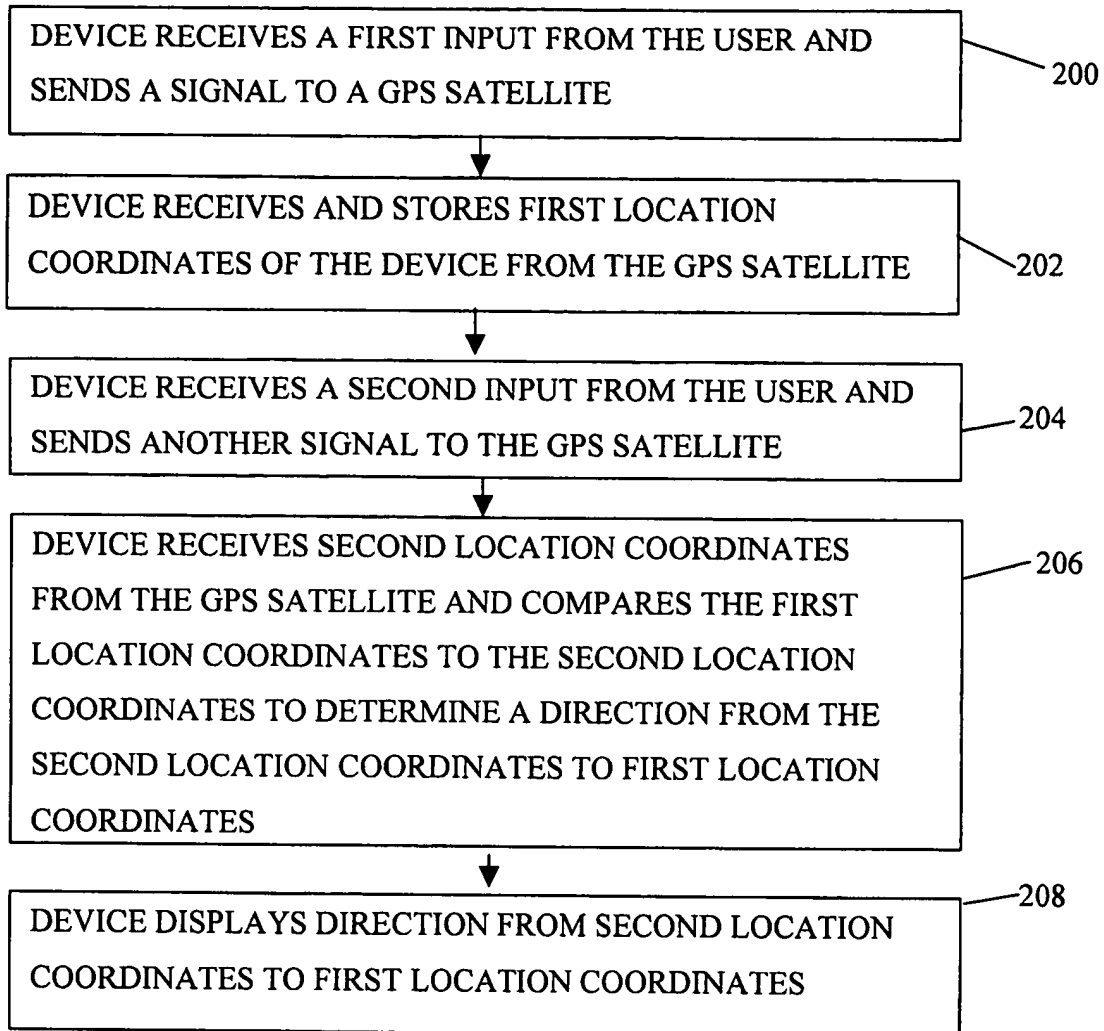 DEVICE RECEIVES A FIRST INPUT FROM THE USER AND
SENDS A SIGNAL TO A GPS SATELLITE
200
DEVICE RECEIVES AND STORES FIRST LOCATION
COORDINATES OF THE DEVICE FROM THE GPS SATELLITE
202
DEVICE RECEIVES A SECOND INPUT FROM THE USER AND
SENDS ANOTHER SIGNAL TO THE GPS SATELLITE
204
DEVICE RECEIVES SECOND LOCATION COORDINATES
FROM THE GPS SATELLITE AND COMPARES THE FIRST
LOCATION COORDINATES TO THE SECOND LOCATION
COORDINATES TO DETERMINE A DIRECTION FROM THE
SECOND LOCATION COORDINATES TO FIRST LOCATION
COORDINATES
206
DEVICE DISPLAYS DIRECTION FROM SECOND LOCATION
COORDINATES TO FIRST LOCATION COORDINATES
208